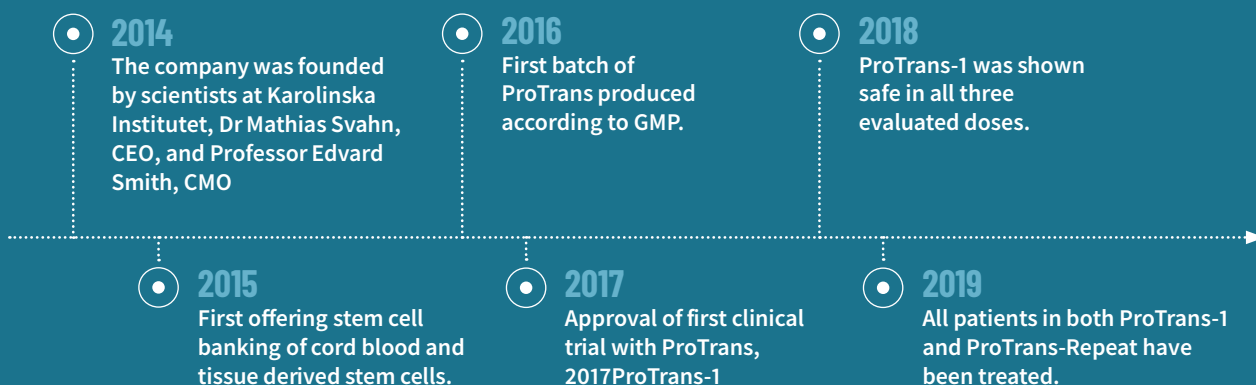 2014
The company was founded
by scientists at Karolinska
Institutet, Dr Mathias Svahn,
CEO, and Professor Edvard
Smith, CMO
2016
First batch of
ProTrans produced
according to GMP.
2018
ProTrans-1 was shown
safe in all three
evaluated doses.
2015
First offering stem cell
banking of cord blood and
tissue derived stem cells.
2017
Approval of first clinical
trial with ProTrans,
2017ProTrans-1
2019
All patients in both ProTrans-1
and ProTrans-Repeat have
been treated.